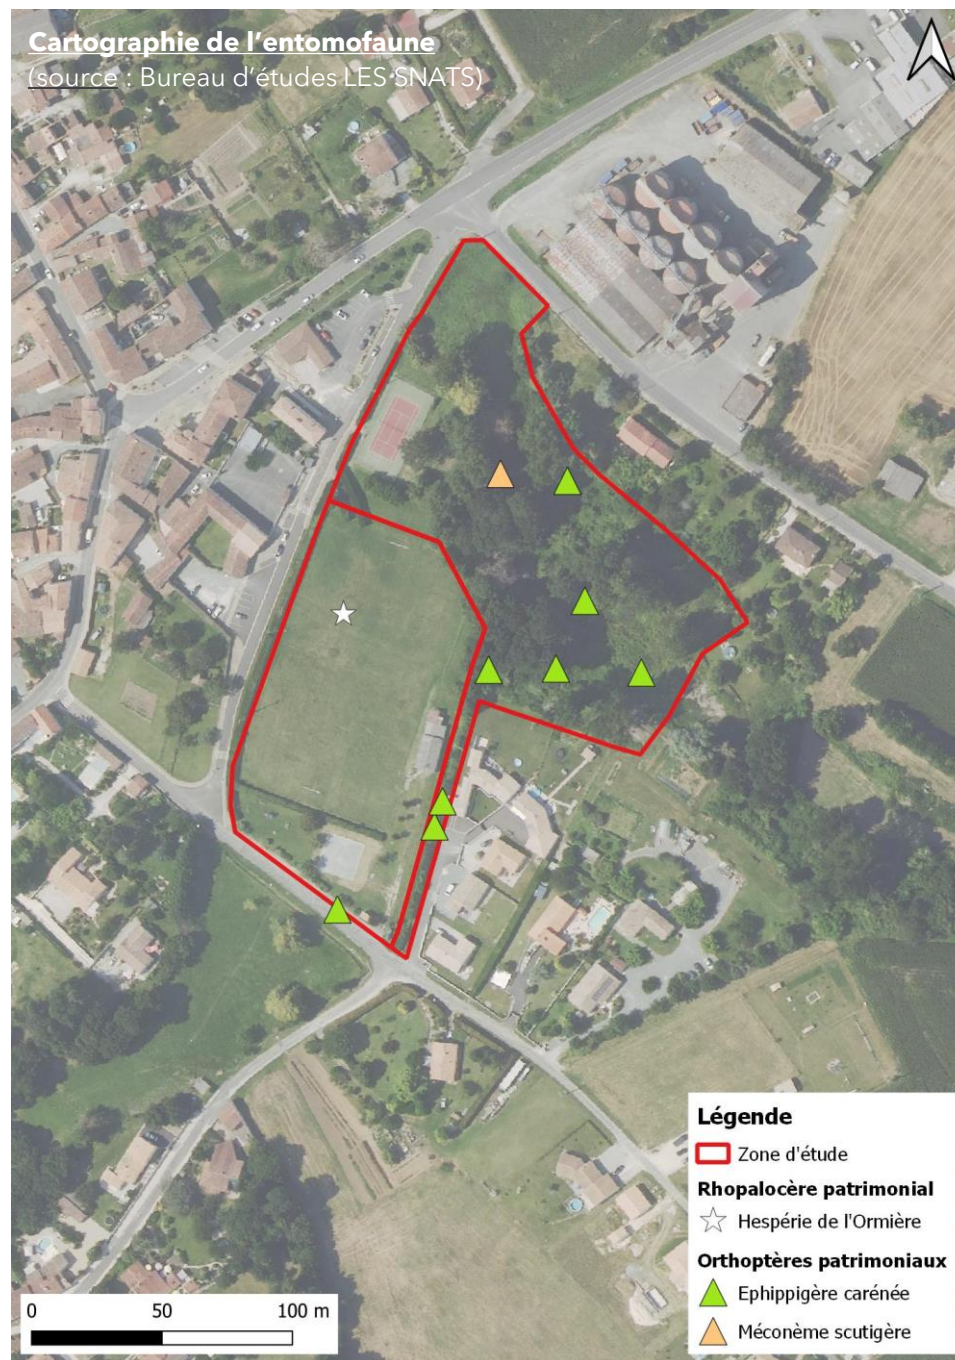 Cartographie de l'entomofaune
(source : Bureau d'études LES SNATS)
Légende
Zone d'étude
Rhopalocère patrimonial
Hespérie de l'Ormière
Orthoptères patrimoniaux
Ephippigère carénée
Méconème scutigère
0 50 100 m